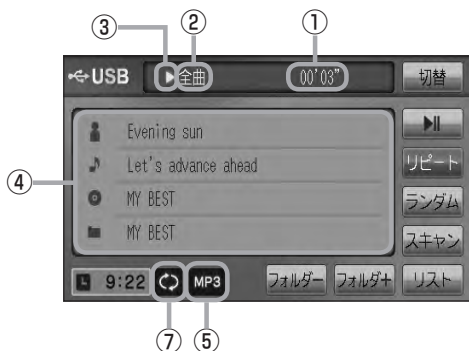 ③ ② ①
USB ▶全曲 00'03" 切替
Evening sun ▶II
④ Let's advance ahead リピート
MY BEST ランダム
MY BEST スキャン
9:22 MP3 フォルダー フォルダ+ リスト
⑦ ⑤